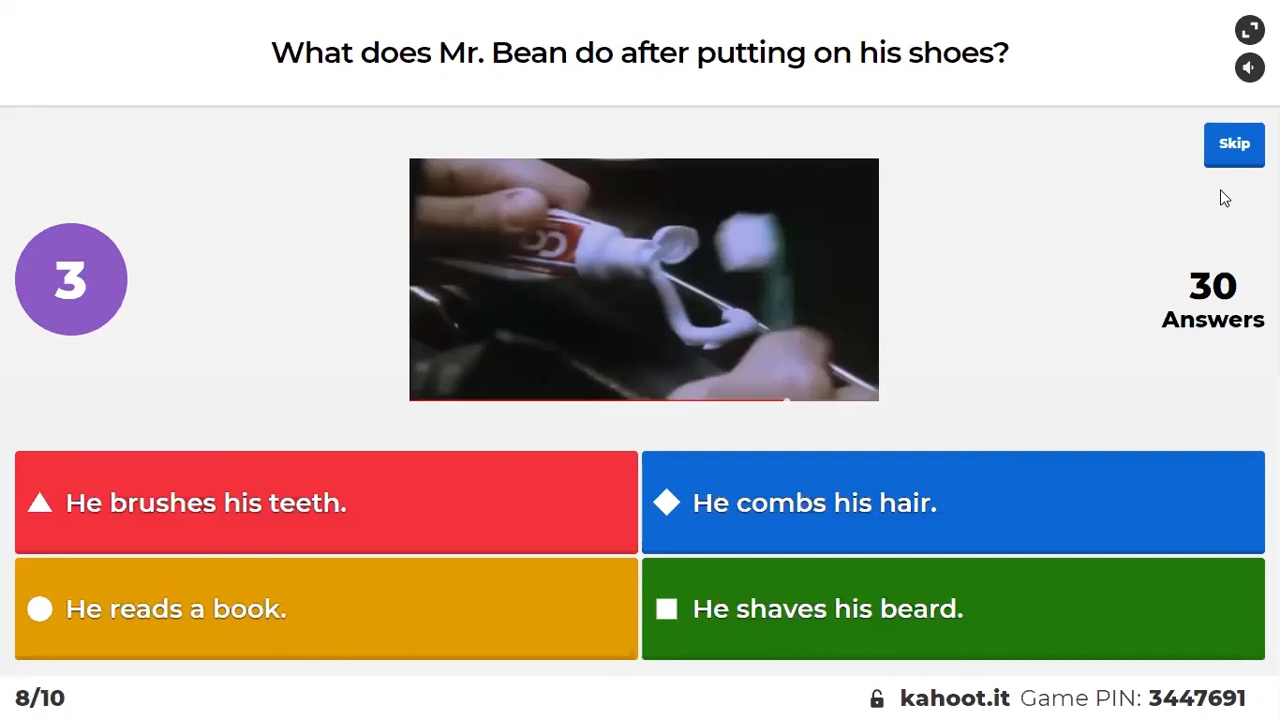 What does Mr. Bean do after putting on his shoes?
Skip
3
30
Answers
He brushes his teeth.
He combs his hair.
He reads a book.
He shaves his beard.
8/10
kahoot.it Game PIN: 3447691